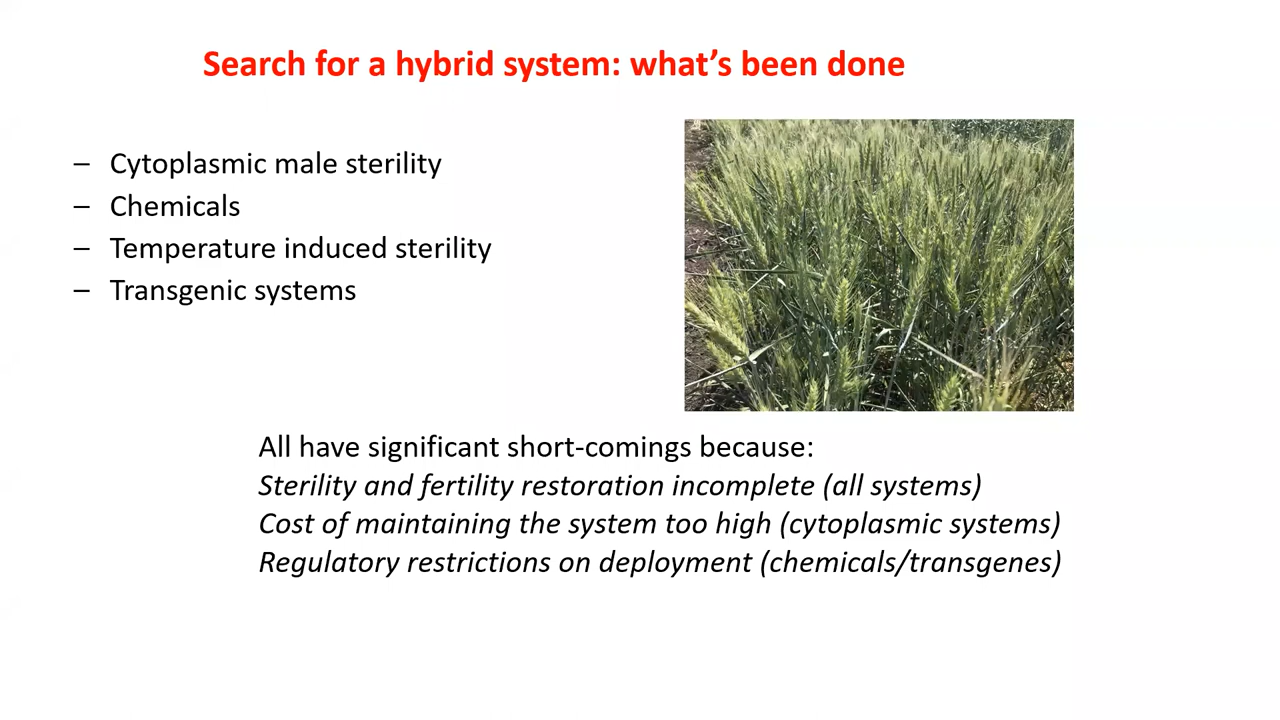 Search for a hybrid system: what’s been done
– Cytoplasmic male sterility
– Chemicals
– Temperature induced sterility
– Transgenic systems
All have significant short-comings because:
Sterility and fertility restoration incomplete (all systems)
Cost of maintaining the system too high (cytoplasmic systems)
Regulatory restrictions on deployment (chemicals/transgenes)